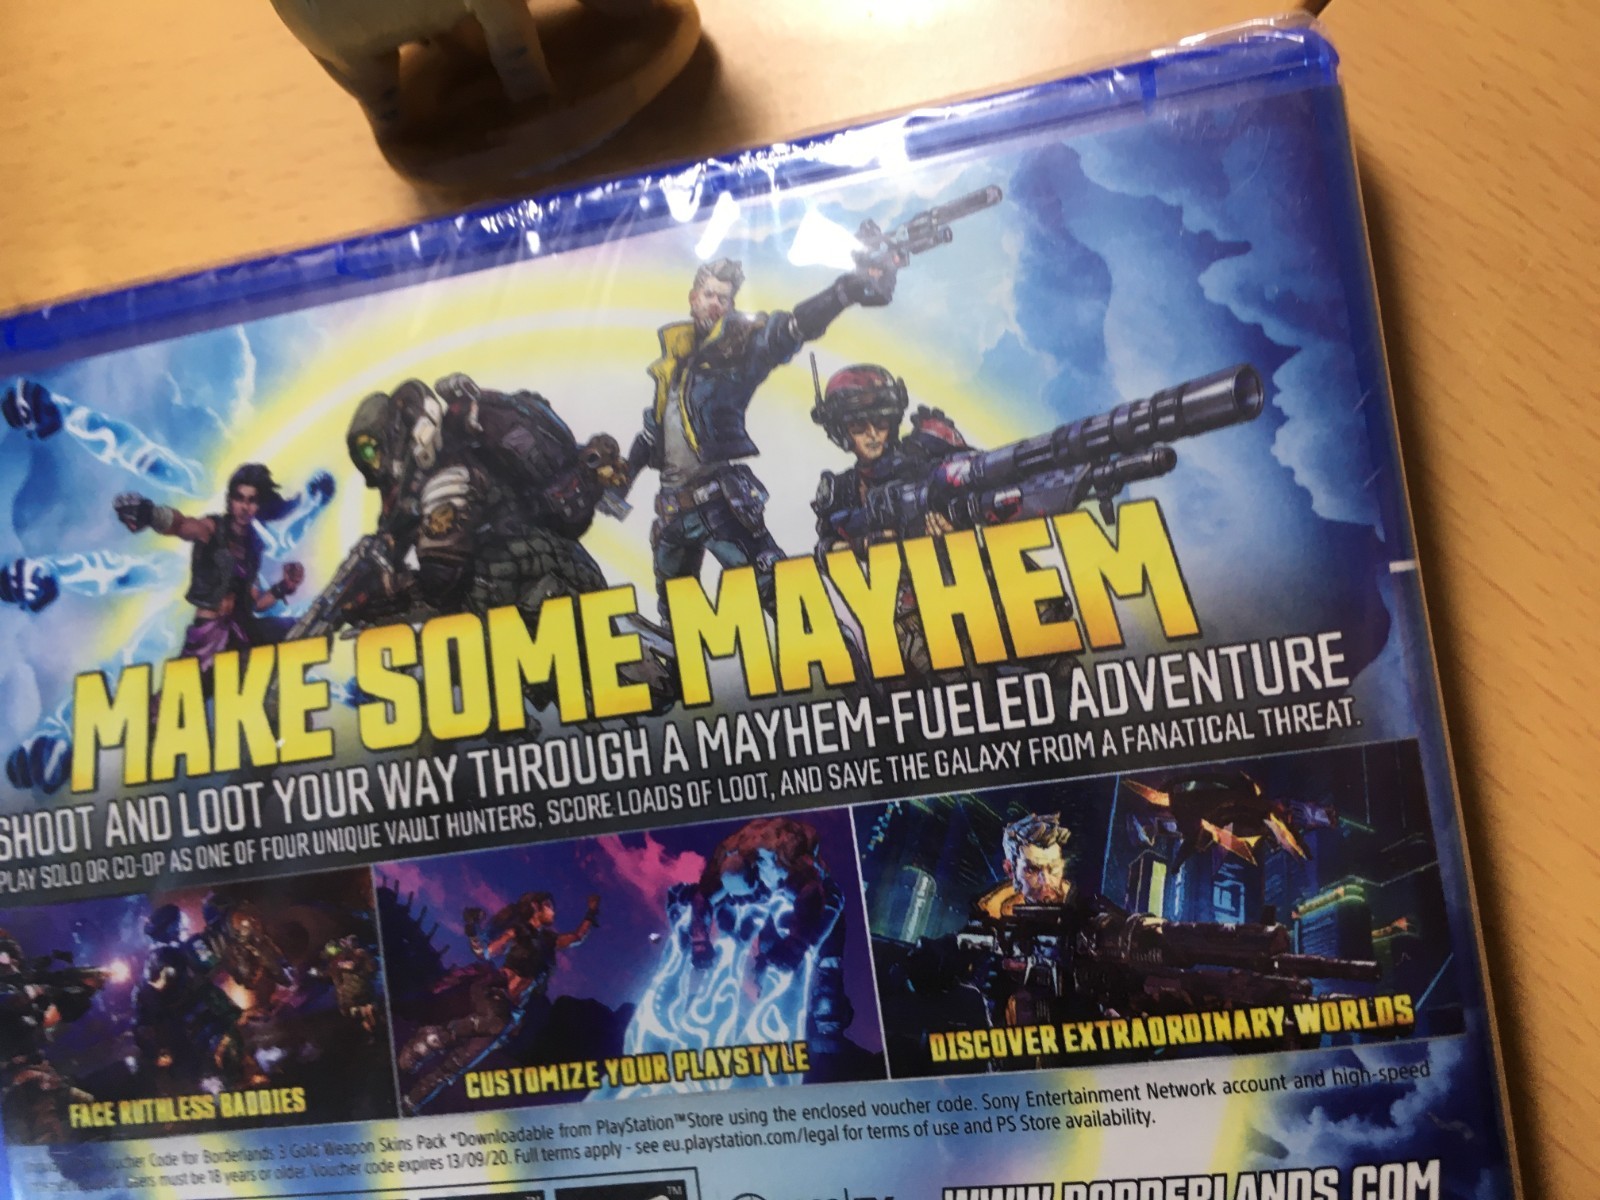 MAKE SOME MAYHEM
SHOOT AND LOOT YOUR WAY THROUGH A MAYHEM-FUELED ADVENTURE
PLAY SOLO OR CO-OP AS ONE OF FOUR UNIQUE VAULT HUNTERS, SCORE LOADS OF LOOT, AND SAVE THE GALAXY FROM A FANATICAL THREAT.
FACE RUTHLESS BADDIES
CUSTOMIZE YOUR PLAYSTYLE
DISCOVER EXTRAORDINARY WORLDS
Voucher Code for Borderlands 3 Gold Weapon Skins Pack *Downloadable from PlayStation™Store using the enclosed voucher code. Sony Entertainment Network account and high-speed
Users must be 18 years or older. Voucher code expires 13/09/20. Full terms apply - see eu.playstation.com/legal for terms of use and PS Store availability.
WWW.BORDERLANDS.COM